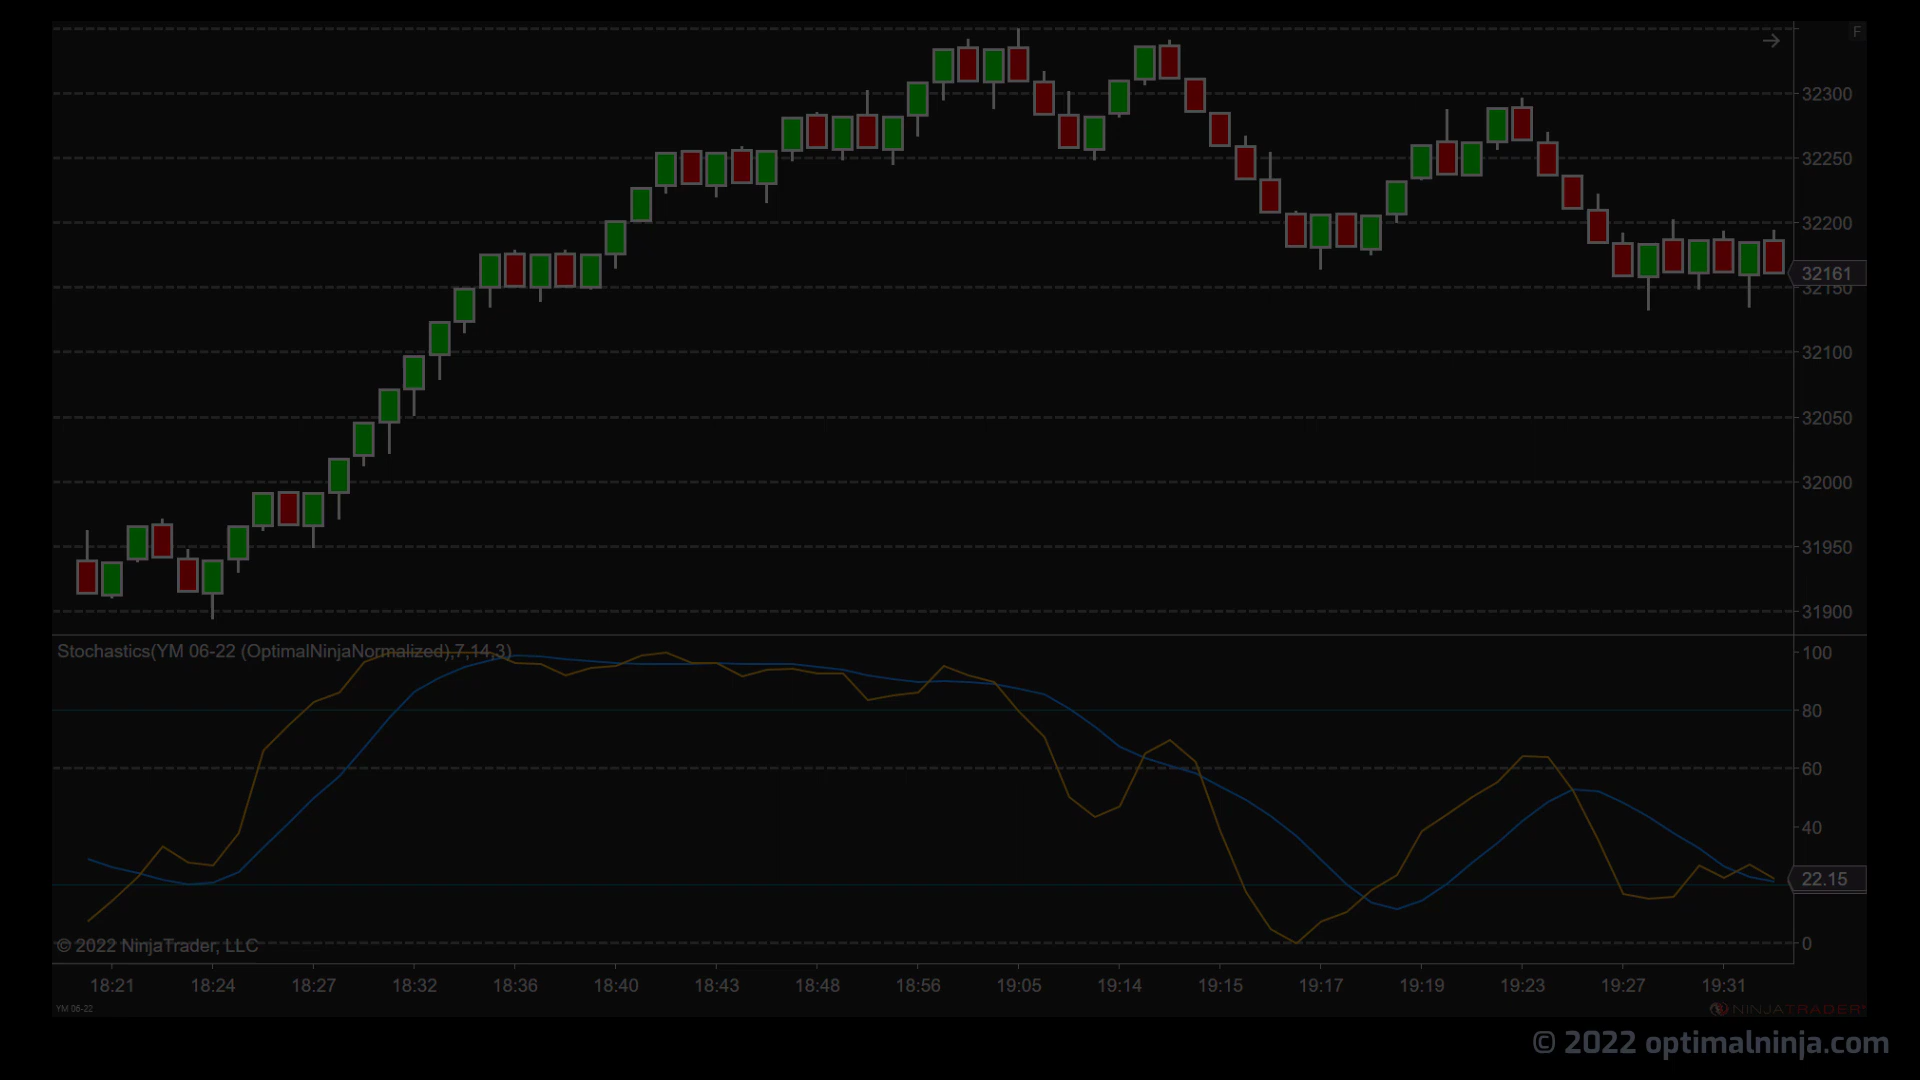 F
32300
32250
32200
32161
32150
32100
32050
32000
31950
31900
Stochastics(YM 06-22 (OptimalNinjaNormalized),7,14,3)
100
80
60
40
22.15
0
© 2022 NinjaTrader, LLC
18:21 18:24 18:27 18:32 18:36 18:40 18:43 18:48 18:56 19:05 19:14 19:15 19:17 19:19 19:23 19:27 19:31
YM 06-22
NINJATRADER
© 2022 optimalninja.com